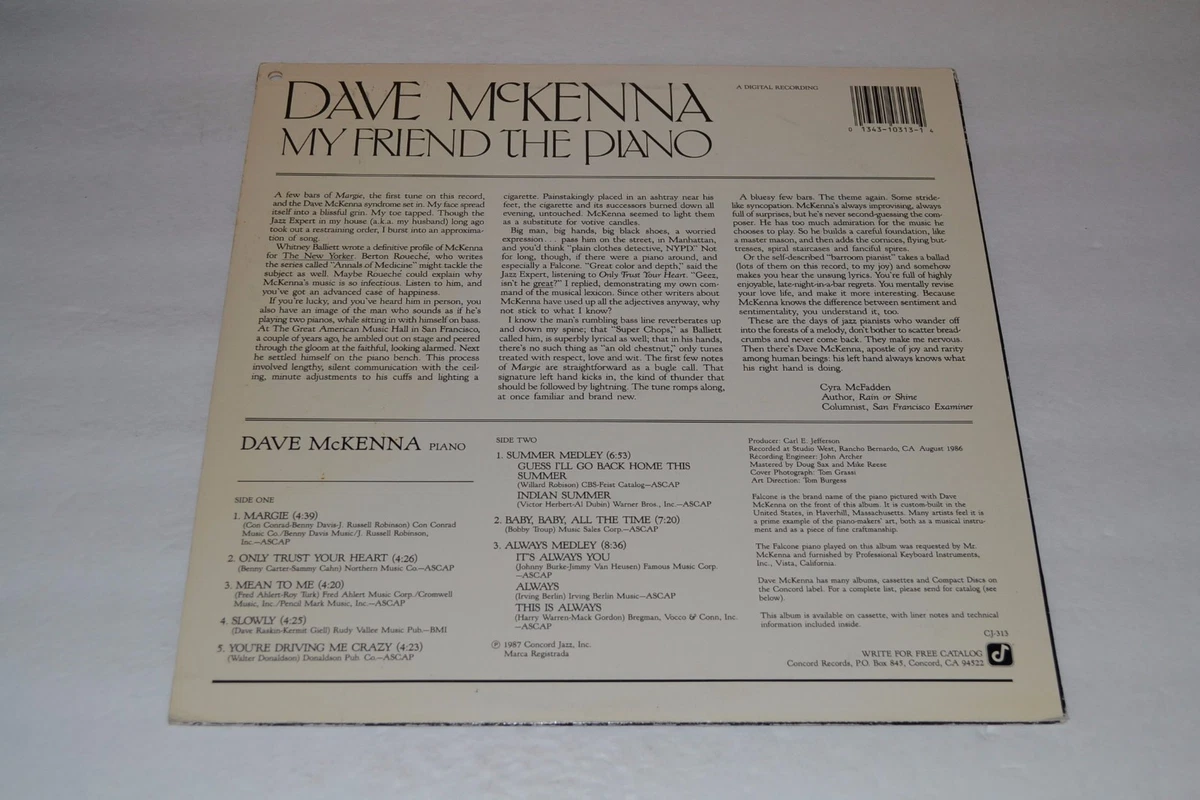 DAVE McKENNA
MY FRIEND THE PIANO
A DIGITAL RECORDING
0 1343-10313-1 4
A few bars of Margie, the first tune on this record,
and the Dave McKenna syndrome set in. My face spread
itself into a blissful grin. My toe tapped. Though the
Jazz Expert in my house (a.k.a. my husband) long ago
took out a restraining order, I burst into an approxima-
tion of song.
Whitney Balliett wrote a definitive profile of McKenna
for The New Yorker. Berton Roueché, who writes
the series called "Annals of Medicine" might tackle the
subject as well. Maybe Roueché could explain why
McKenna's music is so infectious. Listen to him, and
you've got an advanced case of happiness.
If you're lucky, and you've heard him in person, you
also have an image of the man who sounds as if he's
playing two pianos, while sitting in with himself on bass.
At The Great American Music Hall in San Francisco,
a couple of years ago, he ambled out on stage and peered
through the gloom at the faithful, looking alarmed. Next
he settled himself on the piano bench. This process
involved lengthy, silent communication with the ceil-
ing, minute adjustments to his cuffs and lighting a
cigarette. Painstakingly placed in an ashtray near his
feet, the cigarette and its successors burned down all
evening, untouched. McKenna seemed to light them
as a substitute for votive candles.
Big man, big hands, big black shoes, a worried
expression . . . pass him on the street, in Manhattan,
and you'd think "plain clothes detective, NYPD." Not
for long, though, if there were a piano around, and
especially a Falcone. "Great color and depth," said the
Jazz Expert, listening to Only Trust Your Heart. "Geez,
isn't he great?" I replied, demonstrating my own com-
mand of the musical lexicon. Since other writers about
McKenna have used up all the adjectives anyway, why
not stick to what I know?
I know the man's rumbling bass line reverberates up
and down my spine; that "Super Chops," as Balliett
called him, is superbly lyrical as well; that in his hands,
there's no such thing as "an old chestnut," only tunes
treated with respect, love and wit. The first few notes
of Margie are straightforward as a bugle call. That
signature left hand kicks in, the kind of thunder that
should be followed by lightning. The tune romps along,
at once familiar and brand new.
A bluesy few bars. The theme again. Some stride-
like syncopation. McKenna's always improvising, always
full of surprises, but he's never second-guessing the com-
poser. He has too much admiration for the music he
chooses to play. So he builds a careful foundation, like
a master mason, and then adds the cornices, flying but-
tresses, spiral staircases and fanciful spires.
Or the self-described "barroom pianist" takes a ballad
(lots of them on this record, to my joy) and somehow
makes you hear the unsung lyrics. You're full of highly
enjoyable, late-night-in-a-bar regrets. You mentally revise
your love life, and make it more interesting. Because
McKenna knows the difference between sentiment and
sentimentality, you understand it, too.
These are the days of jazz pianists who wander off
into the forests of a melody, don't bother to scatter bread-
crumbs and never come back. They make me nervous.
Then there's Dave McKenna, apostle of joy and rarity
among human beings: his left hand always knows what
his right hand is doing.
Cyra McFadden
Author, Rain or Shine
Columnist, San Francisco Examiner
DAVE McKENNA PIANO
SIDE ONE
1. MARGIE (4:39)
(Con Conrad-Benny Davis-J. Russell Robinson) Con Conrad
Music Co./Benny Davis Music/J. Russell Robinson,
Inc.—ASCAP
2. ONLY TRUST YOUR HEART (4:26)
(Benny Carter-Sammy Cahn) Northern Music Co.—ASCAP
3. MEAN TO ME (4:20)
(Fred Ahlert-Roy Turk) Fred Ahlert Music Corp./Cromwell
Music, Inc./Pencil Mark Music, Inc.—ASCAP
4. SLOWLY (4:25)
(Dave Raskin-Kermit Giell) Rudy Vallee Music Pub.—BMI
5. YOU'RE DRIVING ME CRAZY (4:23)
(Walter Donaldson) Donaldson Pub. Co.—ASCAP
SIDE TWO
1. SUMMER MEDLEY (6:53)
GUESS I'LL GO BACK HOME THIS
SUMMER
(Willard Robison) CBS-Feist Catalog—ASCAP
INDIAN SUMMER
(Victor Herbert-Al Dubin) Warner Bros., Inc.—ASCAP
2. BABY, BABY, ALL THE TIME (7:20)
(Bobby Troup) Music Sales Corp.—ASCAP
3. ALWAYS MEDLEY (8:36)
IT'S ALWAYS YOU
(Johnny Burke-Jimmy Van Heusen) Famous Music Corp.
—ASCAP
ALWAYS
(Irving Berlin) Irving Berlin Music—ASCAP
THIS IS ALWAYS
(Harry Warren-Mack Gordon) Bregman, Vocco & Conn, Inc.
—ASCAP
℗ 1987 Concord Jazz, Inc.
Marca Registrada
Producer: Carl E. Jefferson
Recorded at Studio West, Rancho Bernardo, CA August 1986
Recording Engineer: John Archer
Mastered by Doug Sax and Mike Reese
Cover Photograph: Tom Grassi
Art Direction: Tom Burgess
Falcone is the brand name of the piano pictured with Dave
McKenna on the front of this album. It is custom-built in the
United States, in Haverhill, Massachusetts. Many artists feel it is
a prime example of the piano-makers' art, both as a musical instru-
ment and as a piece of fine craftmanship.
The Falcone piano played on this album was requested by Mr.
McKenna and furnished by Professional Keyboard Instruments,
Inc., Vista, California.
Dave McKenna has many albums, cassettes and Compact Discs on
the Concord label. For a complete list, please send for catalog (see
below).
This album is available on cassette, with liner notes and technical
information included inside.
CJ-313
WRITE FOR FREE CATALOG
Concord Records, P.O. Box 845, Concord, CA 94522